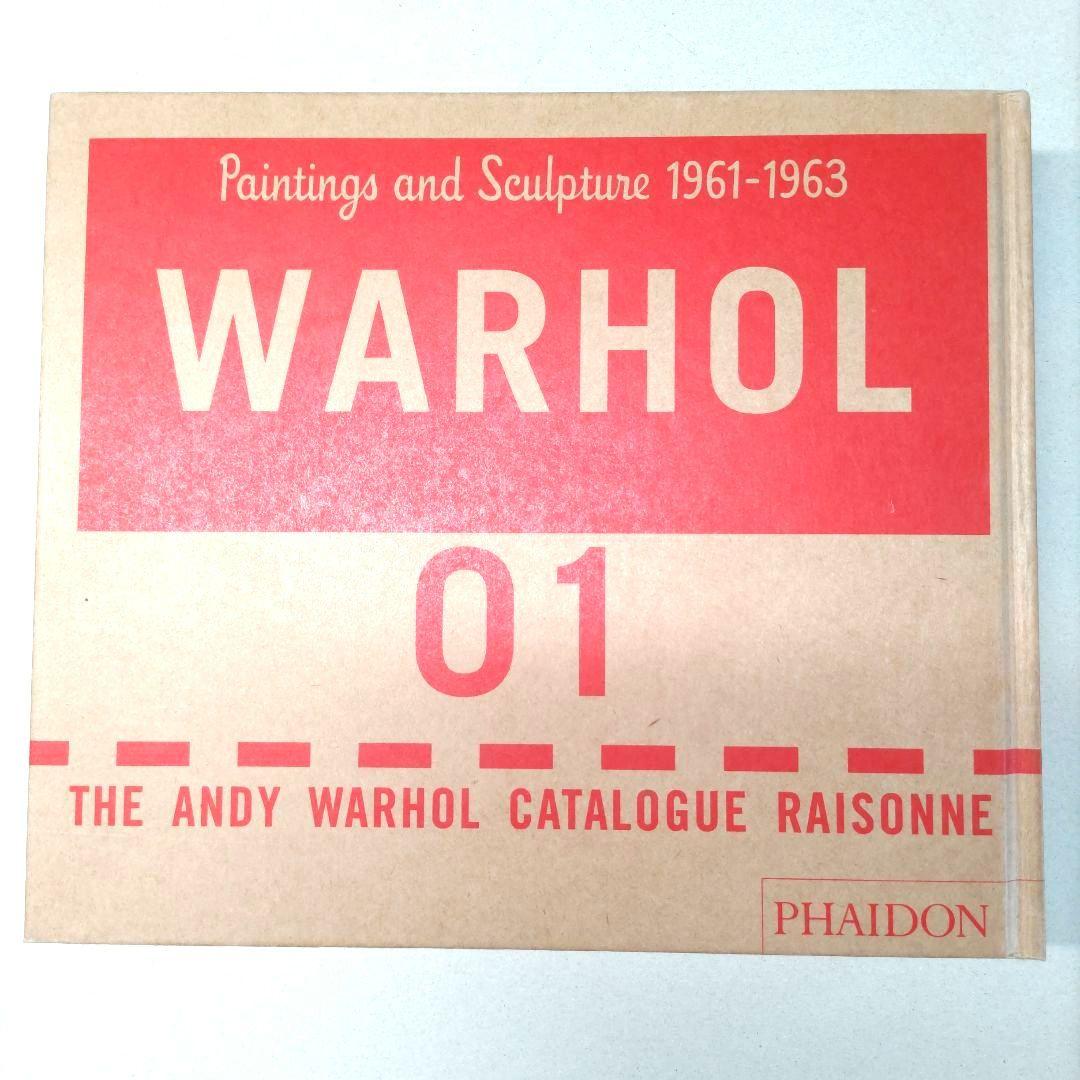 Paintings and Sculpture 1961-1963
WARHOL
01
THE ANDY WARHOL CATALOGUE RAISONNE
PHAIDON